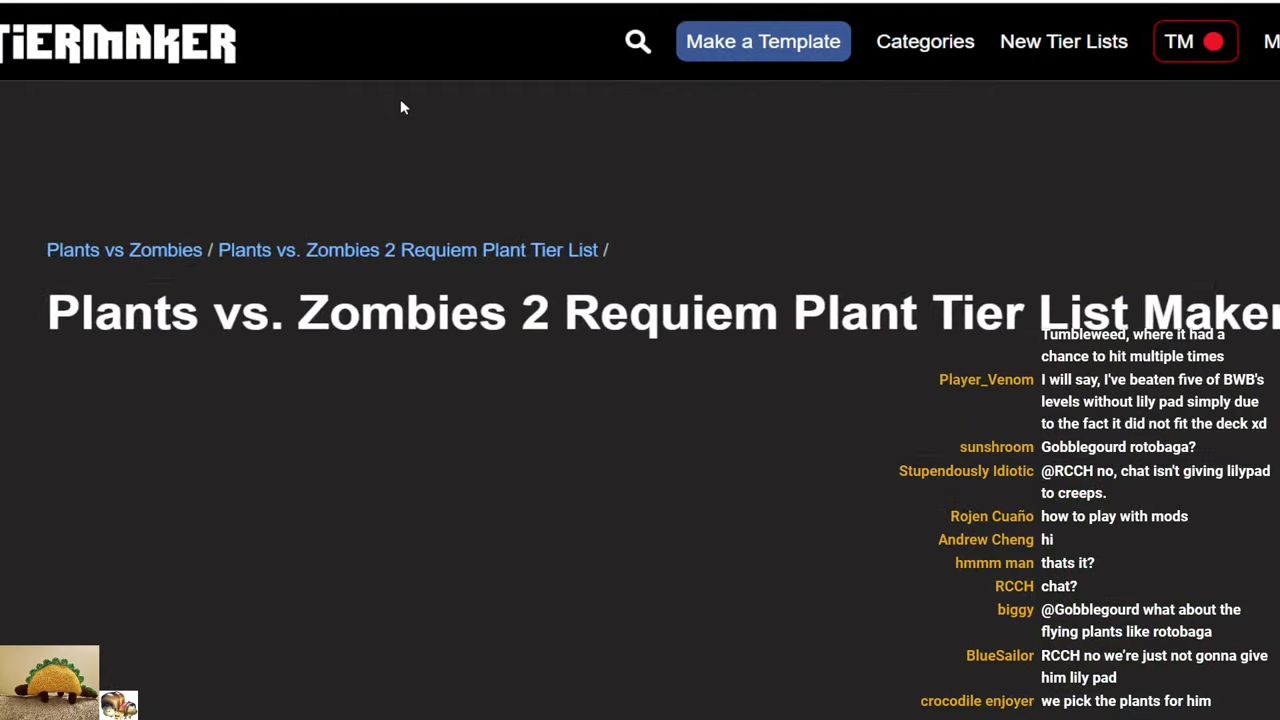 TiERMAKER
Make a Template
Categories
New Tier Lists
TM
M
Plants vs Zombies / Plants vs. Zombies 2 Requiem Plant Tier List /
Plants vs. Zombies 2 Requiem Plant Tier List Maker
Tumbleweed, where it had a
chance to hit multiple times
Player_Venom I will say, I've beaten five of BWB's
levels without lily pad simply due
to the fact it did not fit the deck xd
sunshroom Gobblegourd rotobaga?
Stupendously Idiotic @RCCH no, chat isn't giving lilypad
to creeps.
Rojen Cuaño how to play with mods
Andrew Cheng hi
hmmm man thats it?
RCCH chat?
biggy @Gobblegourd what about the
flying plants like rotobaga
BlueSailor RCCH no we’re just not gonna give
him lily pad
crocodile enjoyer we pick the plants for him